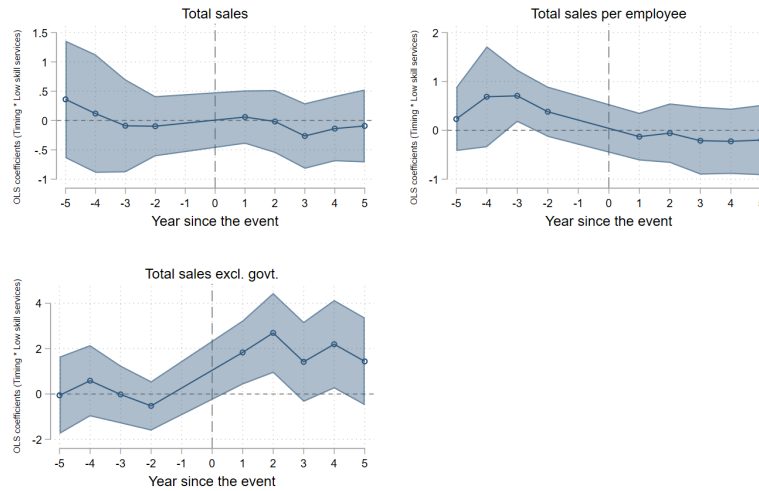 Total sales
OLS coefficients (Timing * Low skill services)
1.5
1
.5
0
-.5
-1
-5 -4 -3 -2 -1 0 1 2 3 4 5
Year since the event
Total sales per employee
OLS coefficients (Timing * Low skill services)
2
1
0
-1
-5 -4 -3 -2 -1 0 1 2 3 4
Year since the event
Total sales excl. govt.
OLS coefficients (Timing * Low skill services)
4
2
0
-2
-5 -4 -3 -2 -1 0 1 2 3 4 5
Year since the event